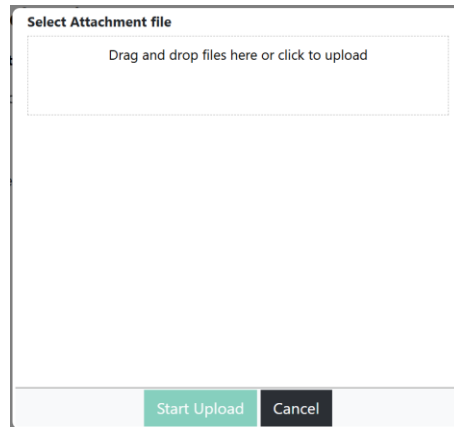 Select Attachment file
Drag and drop files here or click to upload
Start Upload
Cancel